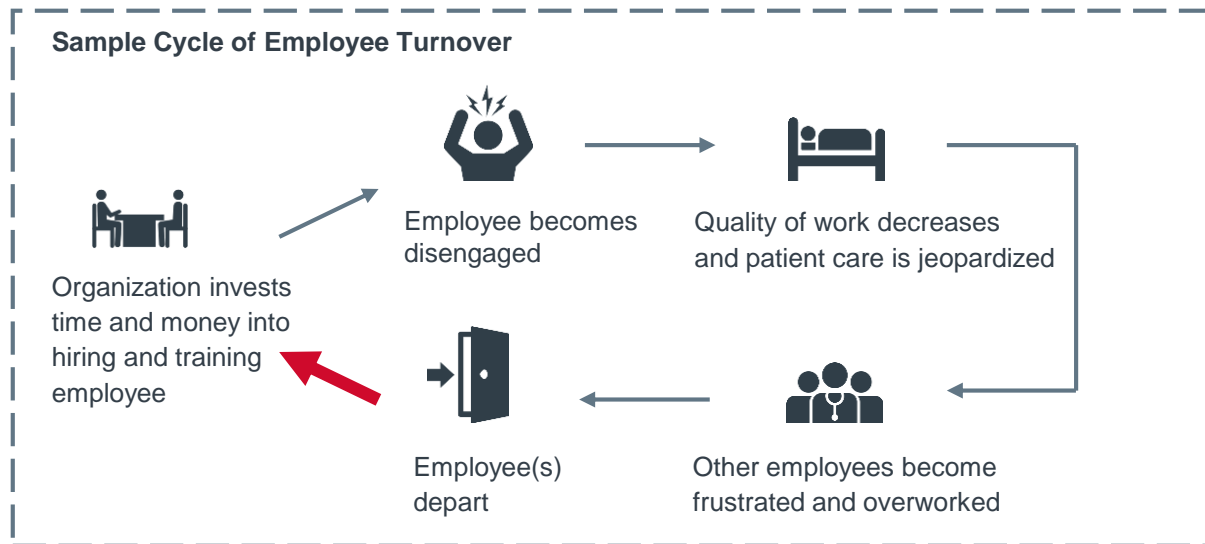 Sample Cycle of Employee Turnover
Employee becomes
disengaged
Quality of work decreases
and patient care is jeopardized
Organization invests
time and money into
hiring and training
employee
Employee(s)
depart
Other employees become
frustrated and overworked